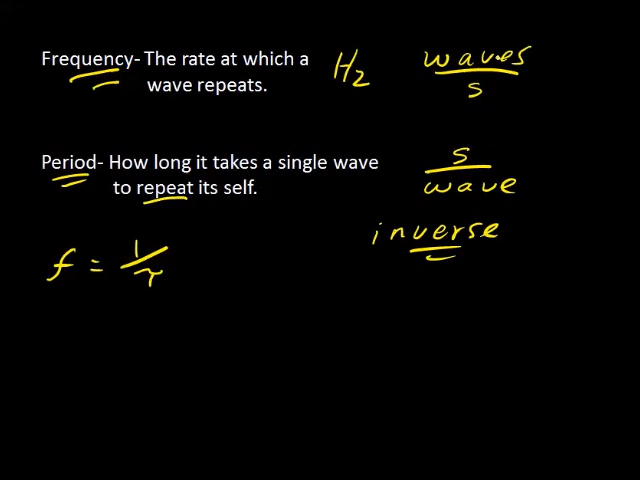 Frequency- The rate at which a Hz waves
wave repeats. s
Period- How long it takes a single wave s
to repeat its self. wave
inverse
f = 1/T